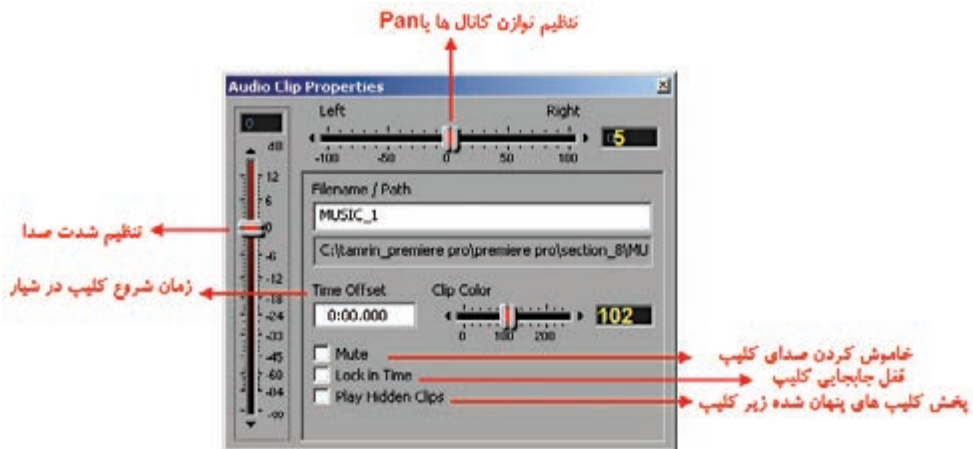 تنظیم توازن کانال ها یا Pan
Audio Clip Properties
Left Right
0 5
dB
-100 -50 0 50 100
12
6
0
-6
-12
-18
-24
-33
-45
-60
-84
-∞
Filename / Path
MUSIC_1
C:\tamrin_premiere pro\premiere pro\section_8\MU
تنظیم شدت صدا
زمان شروع کلیپ در شیار
Time Offset Clip Color
0:00.000 102
0 100 200
Mute
خاموش کردن صدای کلیپ
Lock in Time
قفل جابجایی کلیپ
Play Hidden Clips
پخش کلیپ های پنهان شده زیر کلیپ